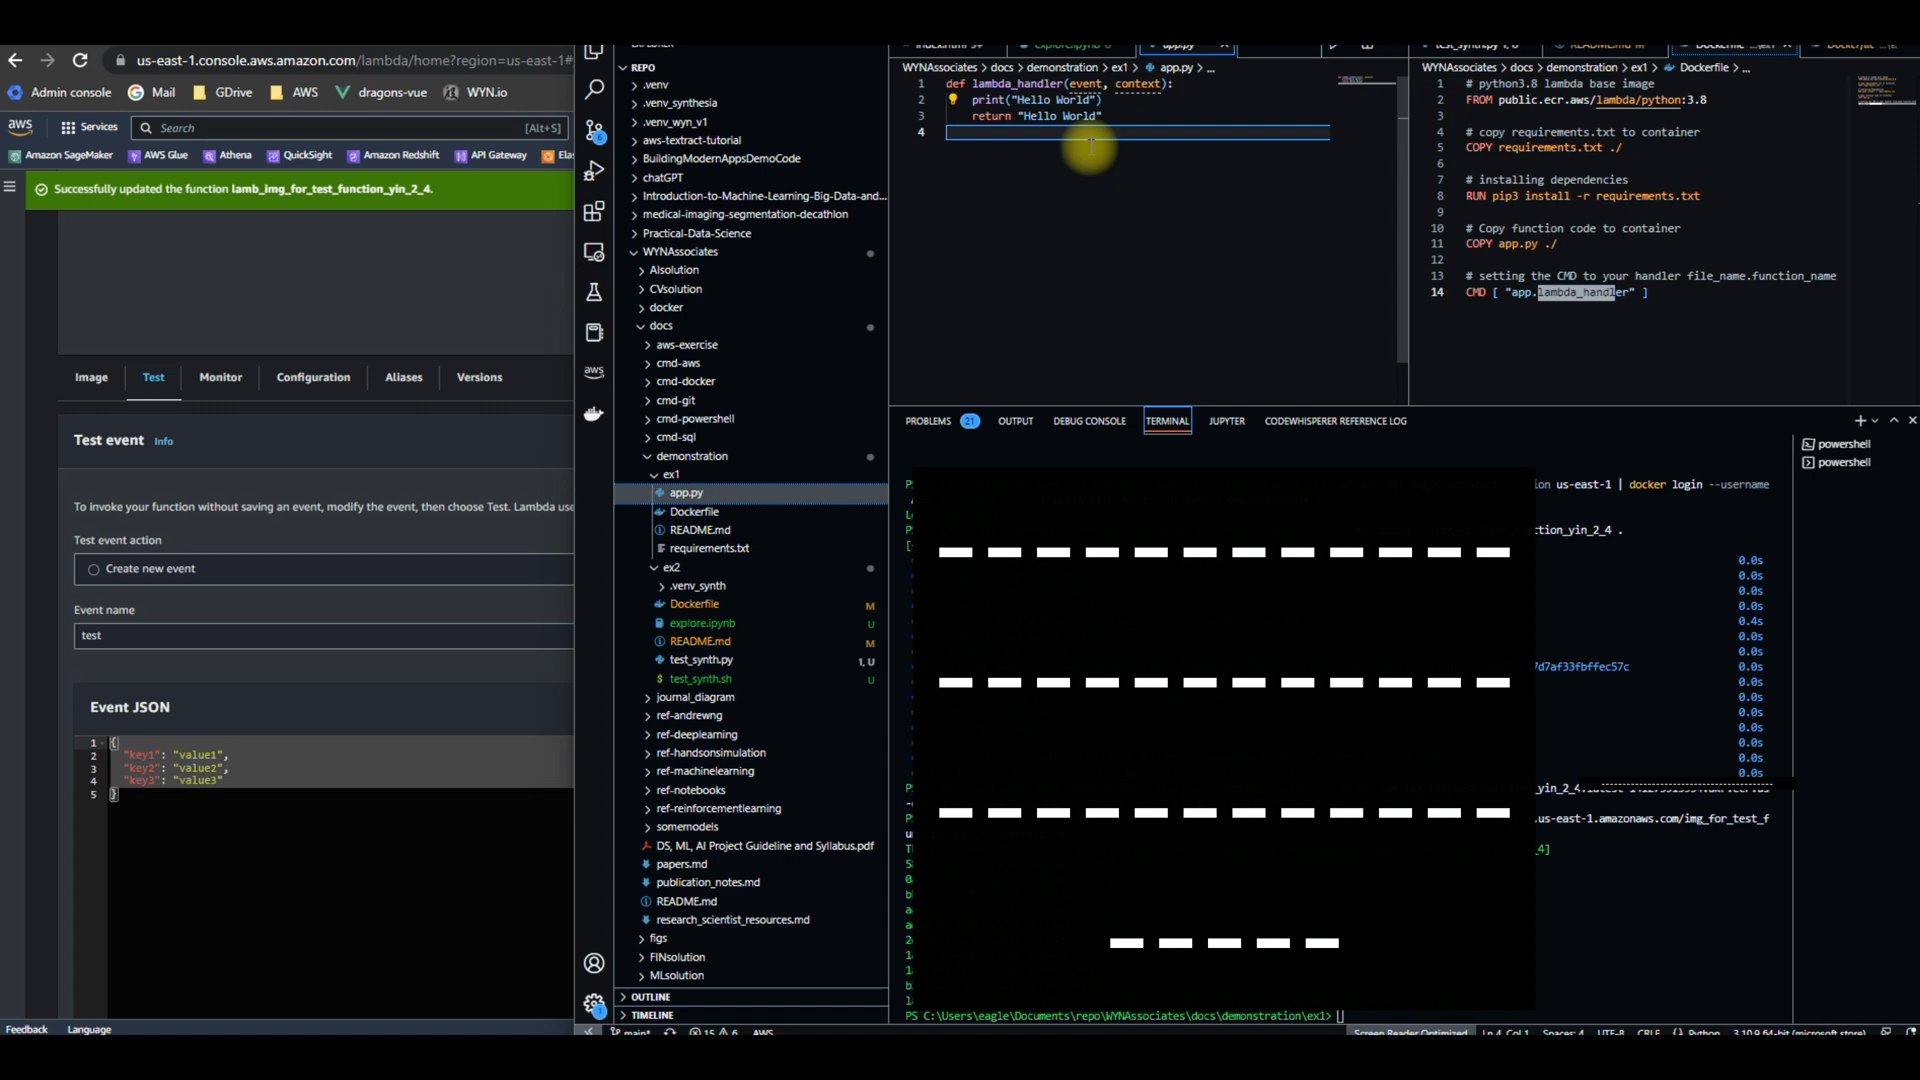 us-east-1.console.aws.amazon.com/lambda/home?region=us-east-1#
Admin console
Mail
GDrive
AWS
dragons-vue
WYN.io
aws
Services
Search
[Alt+S]
Amazon SageMaker
AWS Glue
Athena
QuickSight
Amazon Redshift
API Gateway
Successfully updated the function lamb_img_for_test_function_yin_2_4.
Image
Test
Monitor
Configuration
Aliases
Versions
Test event Info
To invoke your function without saving an event, modify the event, then choose Test. Lambda use
Test event action
Create new event
Event name
test
Event JSON
1 {
2 "key1": "value1",
3 "key2": "value2",
4 "key3": "value3"
5 }
Feedback
Language
REPO
.venv
.venv_synthesia
.venv_wyn_v1
aws-textract-tutorial
BuildingModernAppsDemoCode
chatGPT
Introduction-to-Machine-Learning-Big-Data-and...
medical-imaging-segmentation-decathlon
Practical-Data-Science
WYNAssociates
AIsolution
CVsolution
docker
docs
aws-exercise
cmd-aws
cmd-docker
cmd-git
cmd-powershell
cmd-sql
demonstration
ex1
app.py
Dockerfile
README.md
requirements.txt
ex2
.venv_synth
Dockerfile M
explore.ipynb U
README.md M
test_synth.py 1, U
test_synth.sh U
journal_diagram
ref-andrewng
ref-deeplearning
ref-handsonsimulation
ref-machinelearning
ref-notebooks
ref-reinforcementlearning
somemodels
DS, ML, AI Project Guideline and Syllabus.pdf
papers.md
publication_notes.md
README.md
research_scientist_resources.md
figs
FINsolution
MLsolution
OUTLINE
TIMELINE
WYNAssociates > docs > demonstration > ex1 > app.py > ...
1 def lambda_handler(event, context):
2 print("Hello World")
3 return "Hello World"
4
WYNAssociates > docs > demonstration > ex1 > Dockerfile > ...
1 # python3.8 lambda base image
2 FROM public.ecr.aws/lambda/python:3.8
3
4 # copy requirements.txt to container
5 COPY requirements.txt ./
6
7 # installing dependencies
8 RUN pip3 install -r requirements.txt
9
10 # Copy function code to container
11 COPY app.py ./
12
13 # setting the CMD to your handler file_name.function_name
14 CMD [ "app.lambda_handler" ]
PROBLEMS 21
OUTPUT
DEBUG CONSOLE
TERMINAL
JUPYTER
CODEWHISPERER REFERENCE LOG
powershell
powershell
us-east-1 | docker login --username
ction_yin_2_4 .
0.0s
0.0s
0.0s
0.0s
0.4s
0.0s
0.0s
7d7af33fbffec57c 0.0s
0.0s
0.0s
0.0s
0.0s
0.0s
0.0s
0.0s
.us-east-1.amazonaws.com/img_for_test_f
_4]
PS C:\Users\eagle\Documents\repo\WYNAssociates\docs\demonstration\ex1>